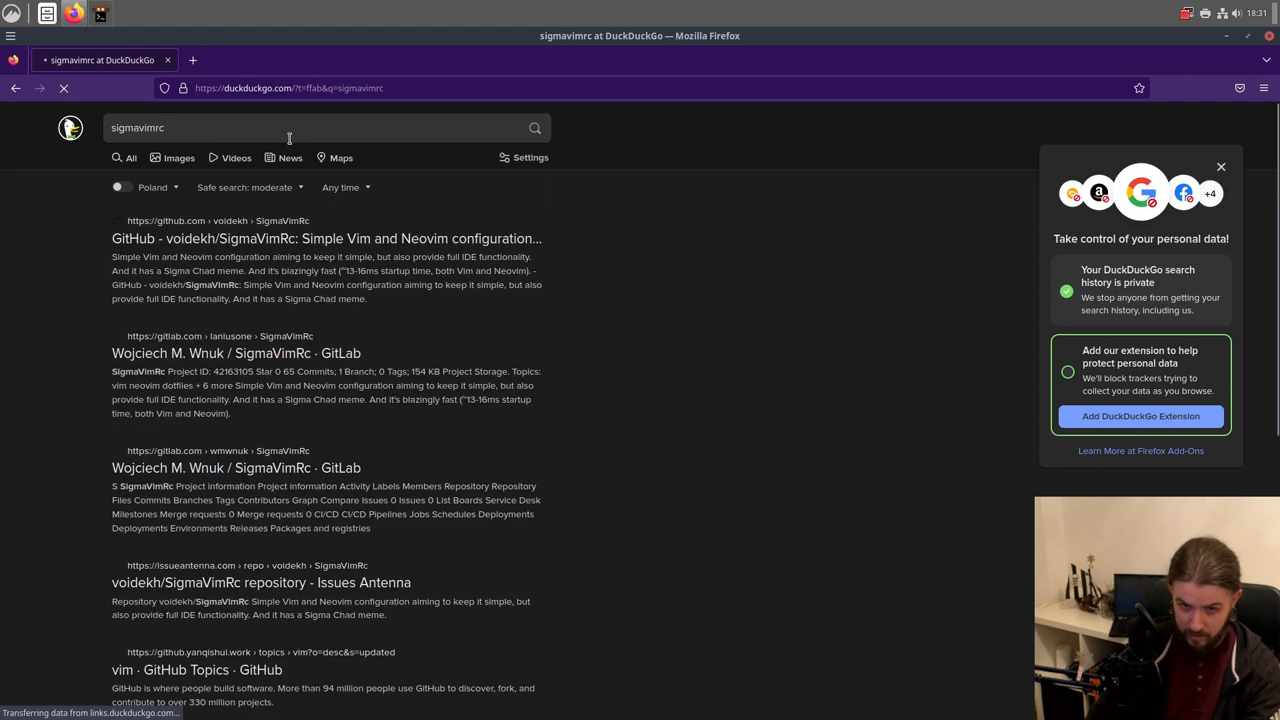 18:31
sigmavimrc at DuckDuckGo — Mozilla Firefox
sigmavimrc at DuckDuckGo
https://duckduckgo.com/?t=ffab&q=sigmavimrc
sigmavimrc
All Images Videos News Maps Settings
Poland Safe search: moderate Any time
https://github.com › voidekh › SigmaVimRc
GitHub - voidekh/SigmaVimRc: Simple Vim and Neovim configuration...
Simple Vim and Neovim configuration aiming to keep it simple, but also provide full IDE functionality.
And it has a Sigma Chad meme. And it's blazingly fast (~13-16ms startup time, both Vim and Neovim). -
GitHub - voidekh/SigmaVimRc: Simple Vim and Neovim configuration aiming to keep it simple, but also
provide full IDE functionality. And it has a Sigma Chad meme.
https://gitlab.com › laniusone › SigmaVimRc
Wojciech M. Wnuk / SigmaVimRc · GitLab
SigmaVimRc Project ID: 42163105 Star 0 65 Commits; 1 Branch; 0 Tags; 154 KB Project Storage. Topics:
vim neovim dotfiles + 6 more Simple Vim and Neovim configuration aiming to keep it simple, but also
provide full IDE functionality. And it has a Sigma Chad meme. And it's blazingly fast (~13-16ms startup
time, both Vim and Neovim).
https://gitlab.com › wmwnuk › SigmaVimRc
Wojciech M. Wnuk / SigmaVimRc · GitLab
S SigmaVimRc Project information Project information Activity Labels Members Repository Repository
Files Commits Branches Tags Contributors Graph Compare Issues 0 Issues 0 List Boards Service Desk
Milestones Merge requests 0 Merge requests 0 CI/CD CI/CD Pipelines Jobs Schedules Deployments
Deployments Environments Releases Packages and registries
https://issueantenna.com › repo › voidekh › SigmaVimRc
voidekh/SigmaVimRc repository - Issues Antenna
Repository voidekh/SigmaVimRc Simple Vim and Neovim configuration aiming to keep it simple, but
also provide full IDE functionality. And it has a Sigma Chad meme.
https://github.yanqishui.work › topics › vim?o=desc&s=updated
vim · GitHub Topics · GitHub
GitHub is where people build software. More than 94 million people use GitHub to discover, fork, and
contribute to over 330 million projects.
Transferring data from links.duckduckgo.com...
+4
Take control of your personal data!
Your DuckDuckGo search
history is private
We stop anyone from getting your
search history, including us.
Add our extension to help
protect personal data
We'll block trackers trying to
collect your data as you browse.
Add DuckDuckGo Extension
Learn More at Firefox Add-Ons